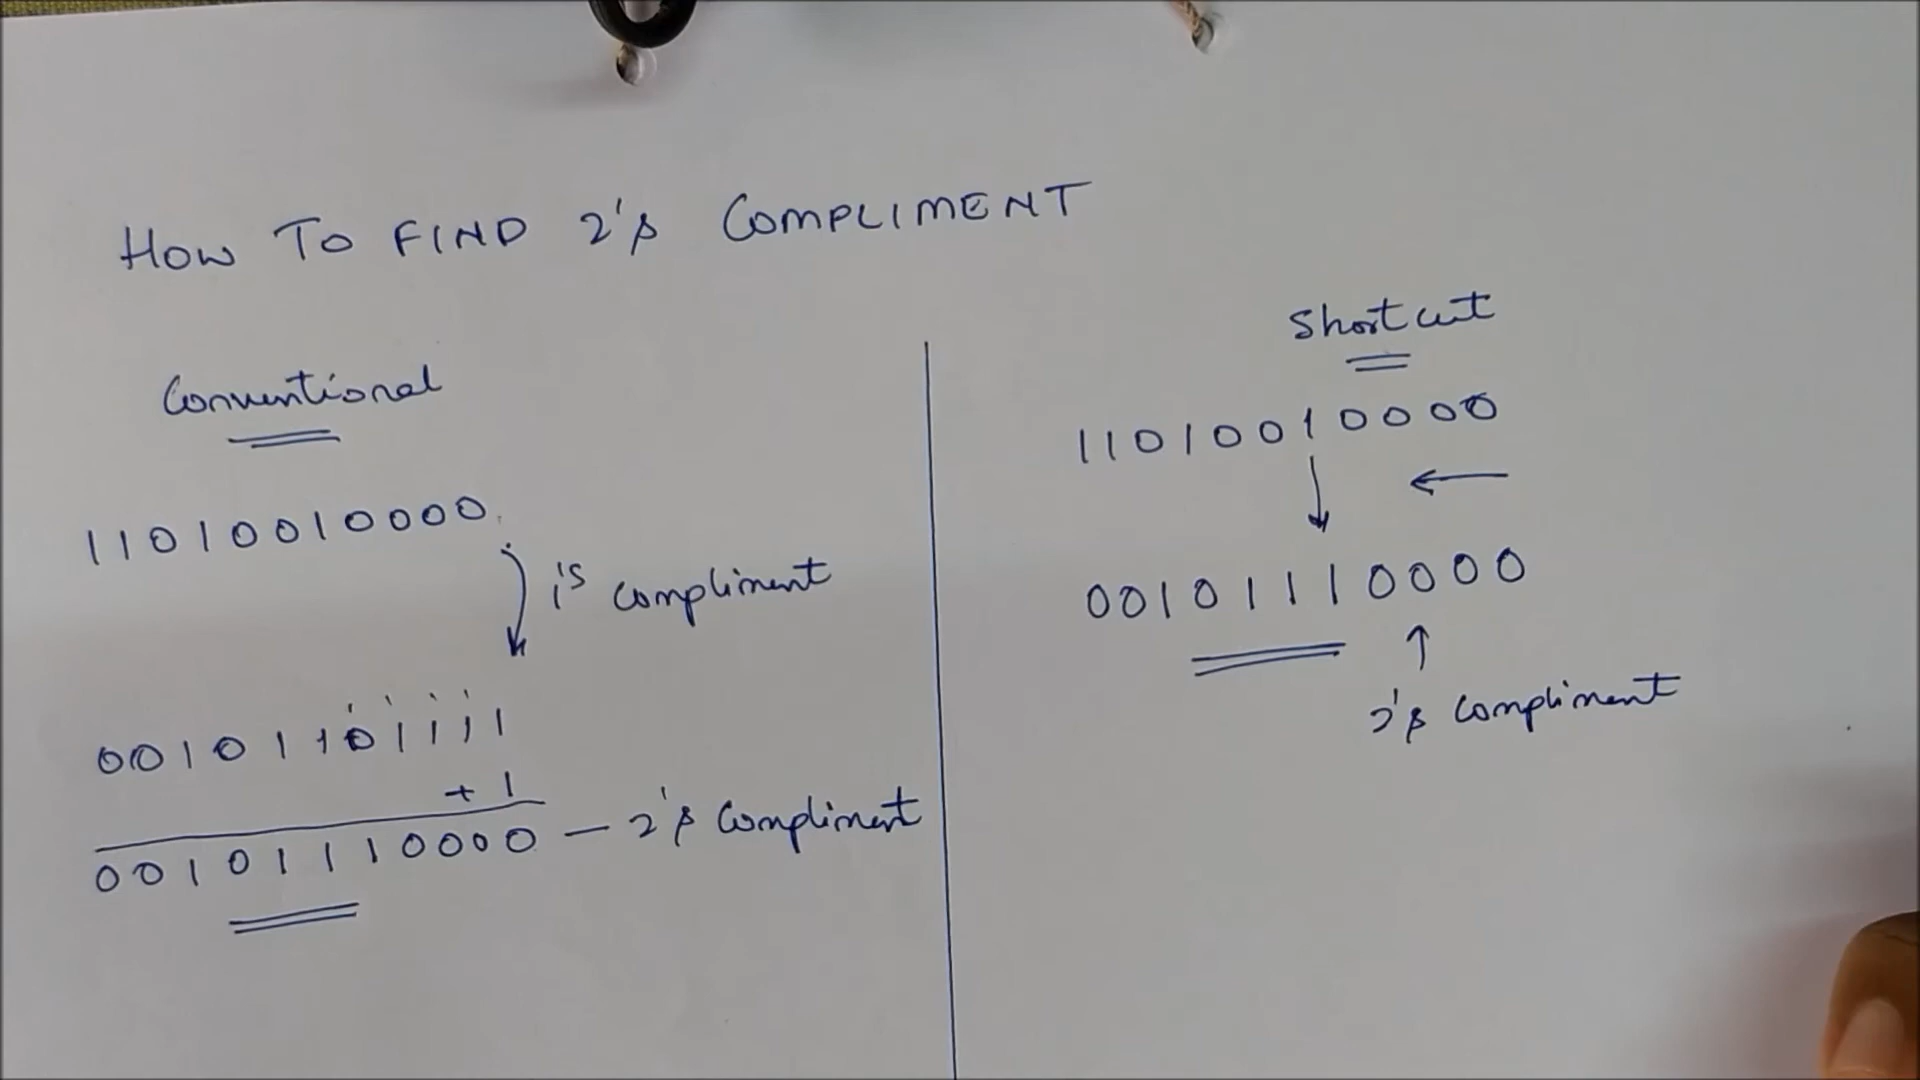 HOW TO FIND 2's COMPLIMENT
Conventional
11010010000
1's compliment
00101101111
+ 1
00101110000 — 2's Compliment
Shortcut
11010010000
00101110000
2's compliment